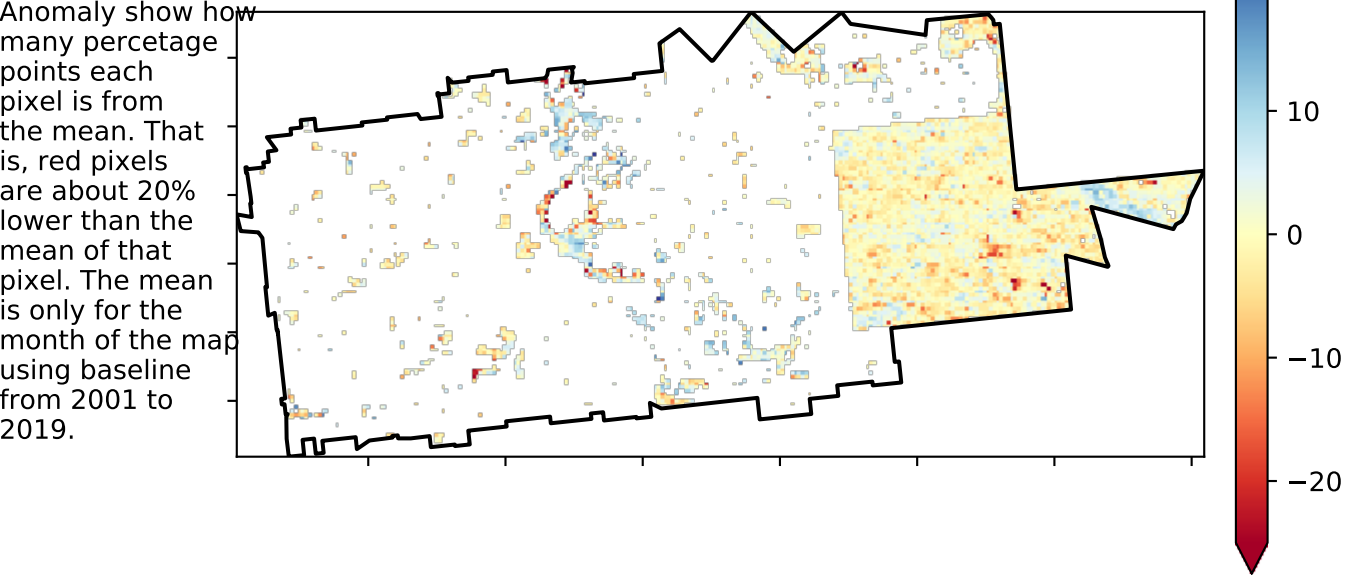 Anomaly show how
many percetage
points each
pixel is from
the mean. That
is, red pixels
are about 20%
lower than the
mean of that
pixel. The mean
is only for the
month of the map
using baseline
from 2001 to
2019.
10
0
−10
−20